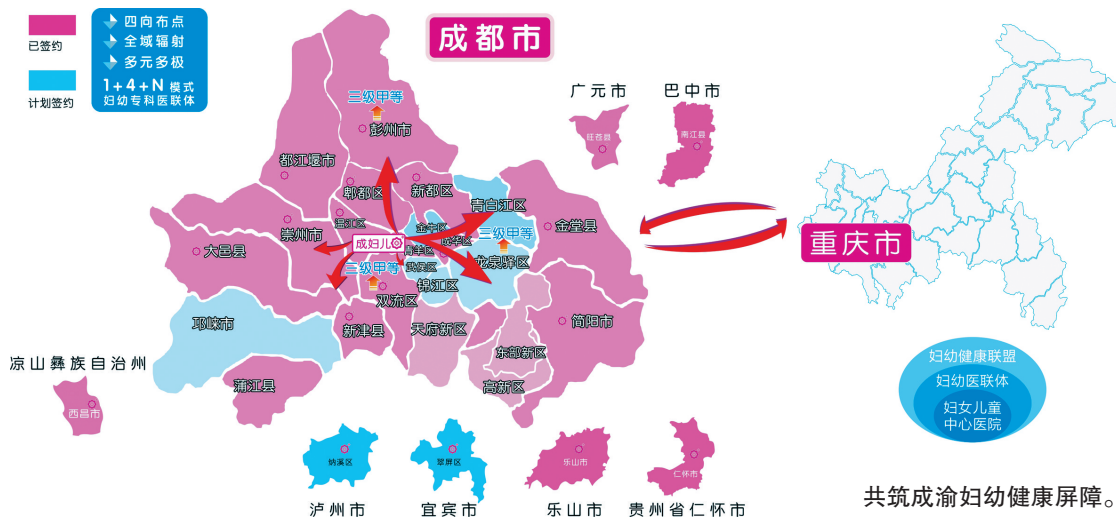 已签约
计划签约
四向布点
全域辐射
多元多极
1+4+N 模式
妇幼专科医联体
成都市
三级甲等
彭州市
都江堰市
郫都区
新都区
青白江区
温江区
金牛区
成华区
青羊区
武侯区
成妇儿
三级甲等
金堂县
崇州市
大邑县
龙泉驿区
三级甲等
锦江区
双流区
邛崃市
新津县
天府新区
简阳市
东部新区
高新区
蒲江县
广元市
旺苍县
巴中市
南江县
重庆市
凉山彝族自治州
西昌市
纳溪区
泸州市
翠屏区
宜宾市
乐山市
乐山市
仁怀市
贵州省仁怀市
妇幼健康联盟
妇幼医联体
妇女儿童
中心医院
共筑成渝妇幼健康屏障。